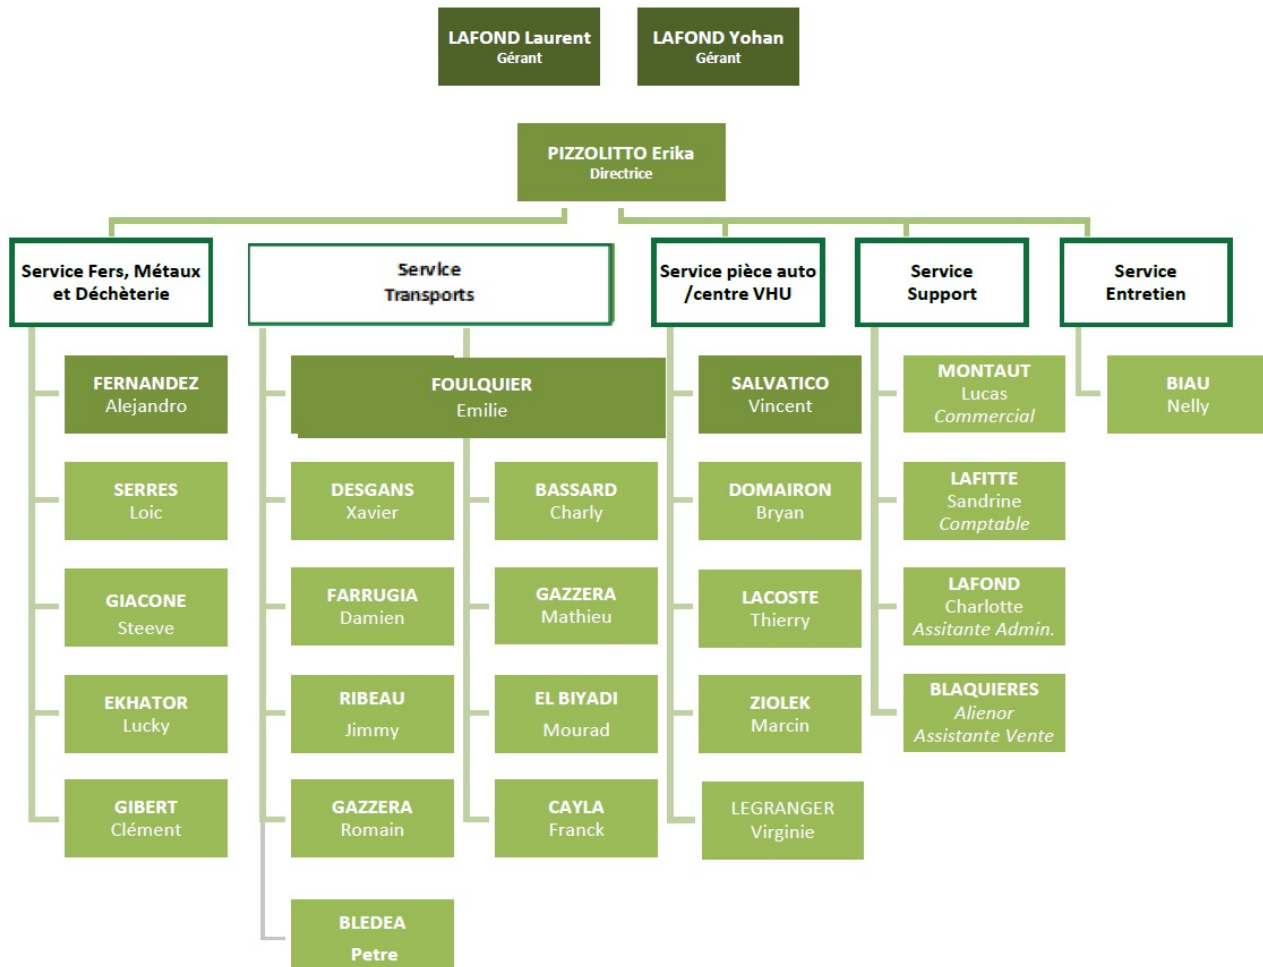 LAFOND Laurent
Gérant
LAFOND Yohan
Gérant
PIZZOLITTO Erika
Directrice
Service Fers, Métaux
et Déchèterie
Service
Transports
Service pièce auto
/centre VHU
Service
Support
Service
Entretien
FERNANDEZ
Alejandro
SERRES
Loic
GIACONE
Steeve
EKHATOR
Lucky
GIBERT
Clément
FOULQUIER
Emilie
DESGANS
Xavier
FARRUGIA
Damien
RIBEAU
Jimmy
GAZZERA
Romain
BLEDEA
Petre
BASSARD
Charly
GAZZERA
Mathieu
EL BIYADI
Mourad
CAYLA
Franck
SALVATICO
Vincent
DOMAIRON
Bryan
LACOSTE
Thierry
ZIOLEK
Marcin
LEGRANGER
Virginie
MONTAUT
Lucas
Commercial
LAFITTE
Sandrine
Comptable
LAFOND
Charlotte
Assitante Admin.
BLAQUIERES
Alienor
Assistante Vente
BIAU
Nelly